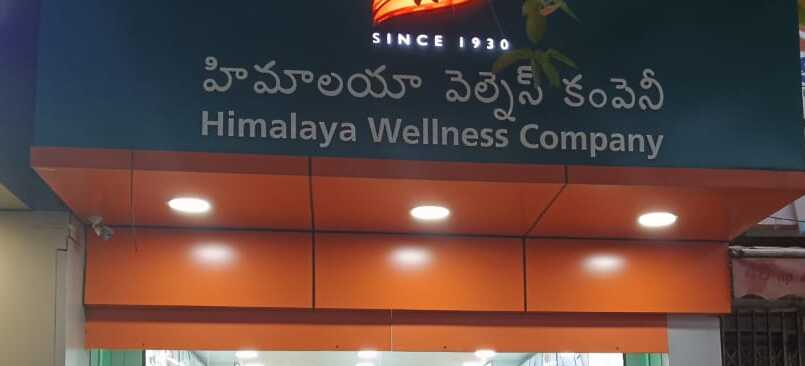 SINCE 1930
హిమాలయా వెల్నెస్ కంపెనీ
Himalaya Wellness Company